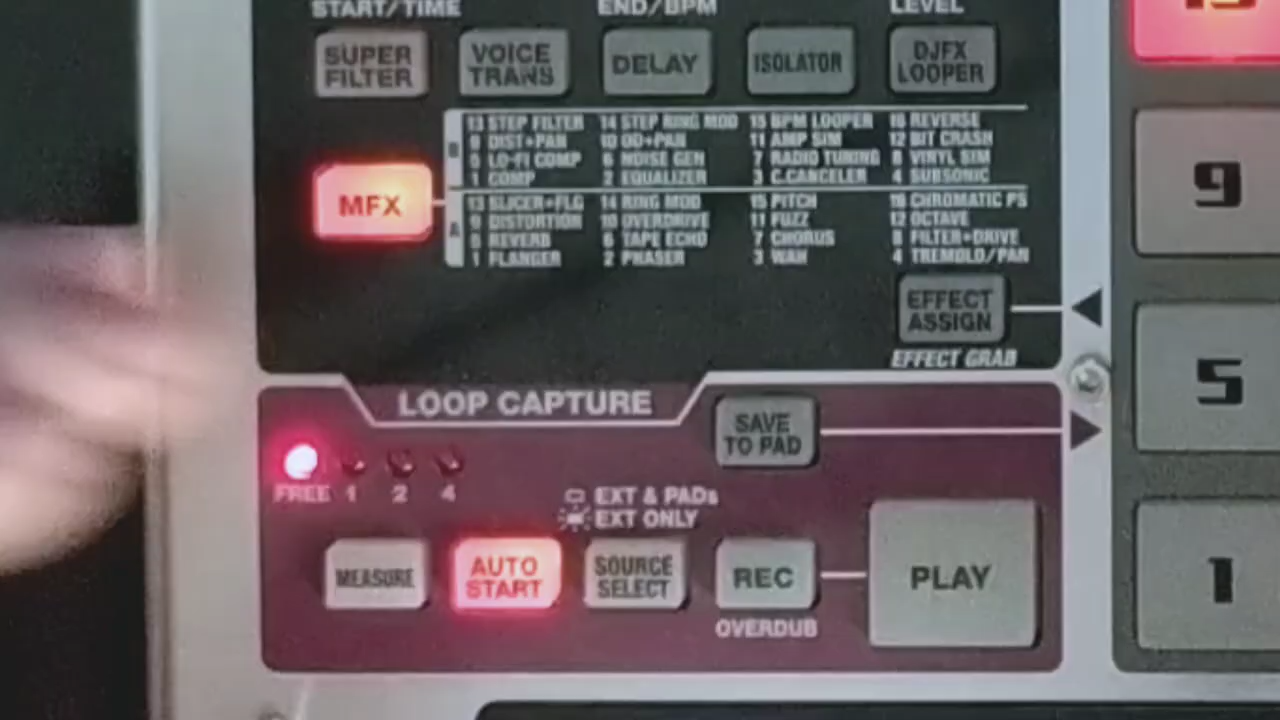 START/TIME END/BPM LEVEL
SUPER FILTER VOICE TRANS DELAY ISOLATOR DJFX LOOPER
13 STEP FILTER 14 STEP RING MOD 15 BPM LOOPER 16 REVERSE
9 DIST+PAN 10 OD+PAN 11 AMP SIM 12 BIT CRASH
5 LO-FI COMP 6 NOISE GEN 7 RADIO TUNING 8 VINYL SIM
1 COMP 2 EQUALIZER 3 C.CANCELER 4 SUBSONIC
B
MFX
13 SLICER+FLG 14 RING MOD 15 PITCH 16 CHROMATIC PS
9 DISTORTION 10 OVERDRIVE 11 FUZZ 12 OCTAVE
5 REVERB 6 TAPE ECHO 7 CHORUS 8 FILTER+DRIVE
1 FLANGER 2 PHASER 3 WAH 4 TREMOLO/PAN
A
EFFECT ASSIGN
EFFECT GRAB
LOOP CAPTURE
SAVE TO PAD
FREE 1 2 4
EXT & PADs
EXT ONLY
MEASURE AUTO START SOURCE SELECT REC PLAY
OVERDUB
9
5
1